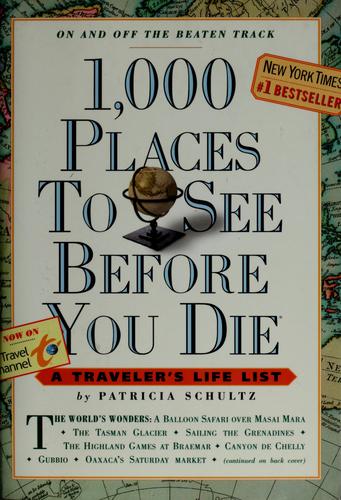 ON AND OFF THE BEATEN TRACK
NEW YORK TIMES
#1 BESTSELLER
1,000
PLACES
TO SEE
BEFORE
YOU DIE®
NOW ON
Travel
Channel t
A TRAVELER'S LIFE LIST
by PATRICIA SCHULTZ
THE WORLD'S WONDERS: A BALLOON SAFARI OVER MASAI MARA
• THE TASMAN GLACIER • SAILING THE GRENADINES •
THE HIGHLAND GAMES AT BRAEMAR • CANYON DE CHELLY
• GUBBIO • OAXACA'S SATURDAY MARKET • (continued on back cover)